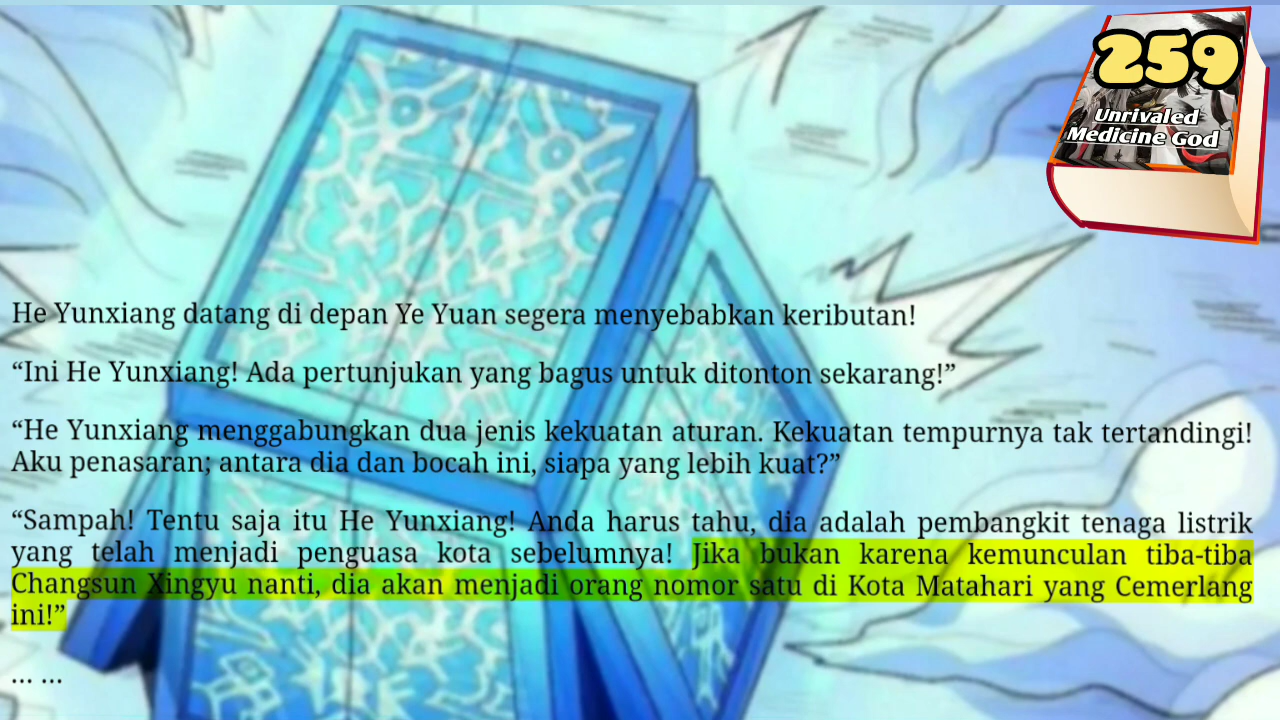 259
Unrivaled
Medicine God
He Yunxiang datang di depan Ye Yuan segera menyebabkan keributan!
“Ini He Yunxiang! Ada pertunjukan yang bagus untuk ditonton sekarang!”
“He Yunxiang menggabungkan dua jenis kekuatan aturan. Kekuatan tempurnya tak tertandingi!
Aku penasaran; antara dia dan bocah ini, siapa yang lebih kuat?”
“Sampah! Tentu saja itu He Yunxiang! Anda harus tahu, dia adalah pembangkit tenaga listrik
yang telah menjadi penguasa kota sebelumnya! Jika bukan karena kemunculan tiba-tiba
Changsun Xingyu nanti, dia akan menjadi orang nomor satu di Kota Matahari yang Cemerlang
ini!”
... ...